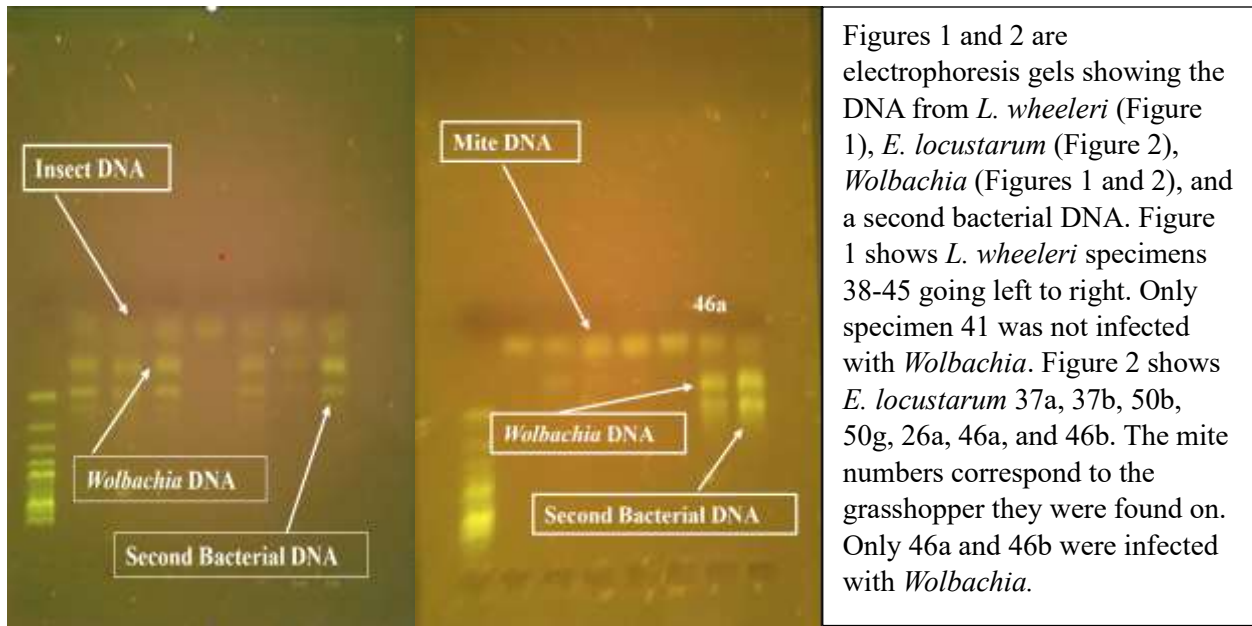 Insect DNA
Wolbachia DNA
Second Bacterial DNA
Mite DNA
46a
Wolbachia DNA
Second Bacterial DNA
Figures 1 and 2 are
electrophoresis gels showing the
DNA from L. wheeleri (Figure
1), E. locustarum (Figure 2),
Wolbachia (Figures 1 and 2), and
a second bacterial DNA. Figure
1 shows L. wheeleri specimens
38-45 going left to right. Only
specimen 41 was not infected
with Wolbachia. Figure 2 shows
E. locustarum 37a, 37b, 50b,
50g, 26a, 46a, and 46b. The mite
numbers correspond to the
grasshopper they were found on.
Only 46a and 46b were infected
with Wolbachia.